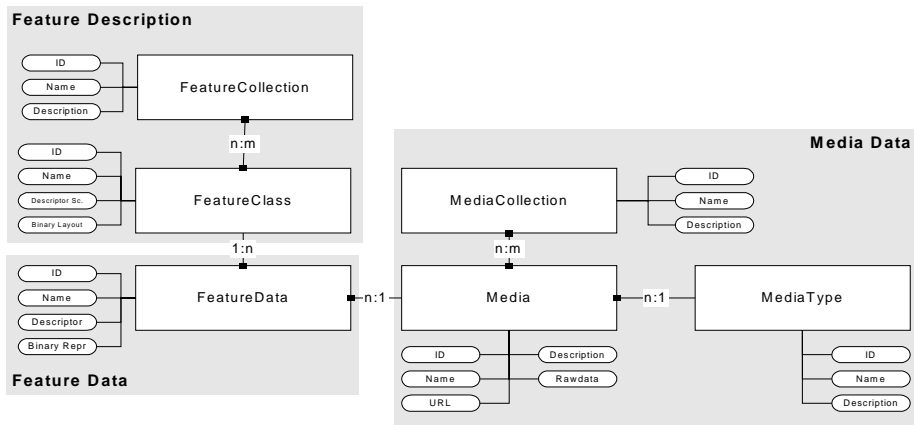 Feature Description
ID
Name
Description
FeatureCollection
n:m
ID
Name
Descriptor Sc.
Binary Layout
FeatureClass
1:n
ID
Name
Descriptor
Binary Repr
FeatureData
Feature Data
n:1
Media Data
MediaCollection
ID
Name
Description
n:m
Media
n:1
MediaType
ID
Name
URL
Description
Rawdata
ID
Name
Description